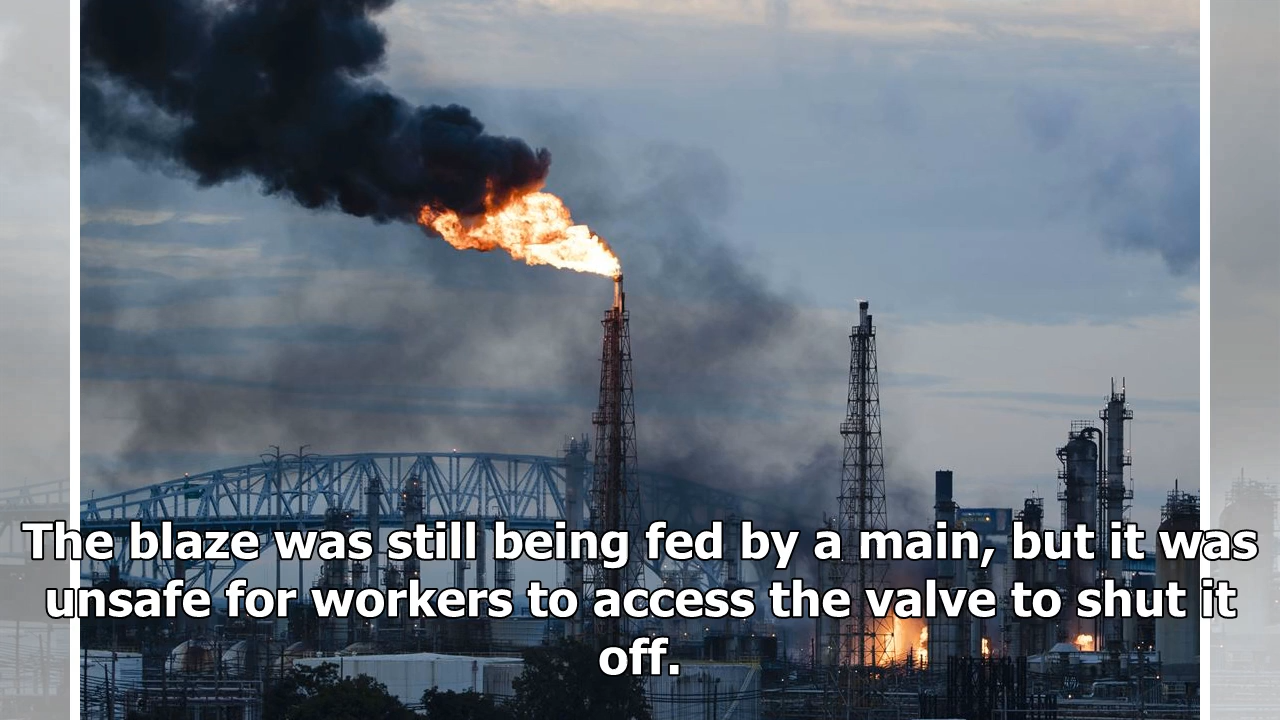 The blaze was still being fed by a main, but it was
unsafe for workers to access the valve to shut it
off.